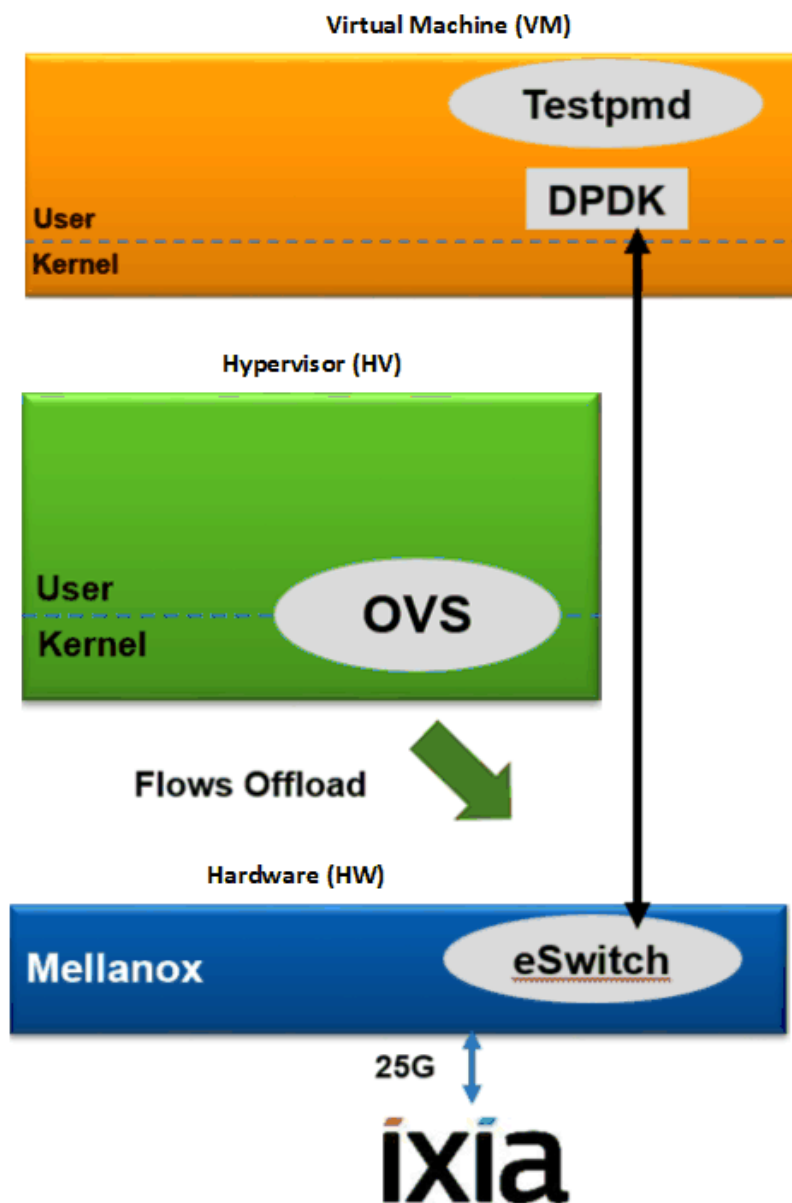 Virtual Machine (VM)
Testpmd
DPDK
User
Kernel
Hypervisor (HV)
User
OVS
Kernel
Flows Offload
Hardware (HW)
Mellanox
eSwitch
25G
ixia